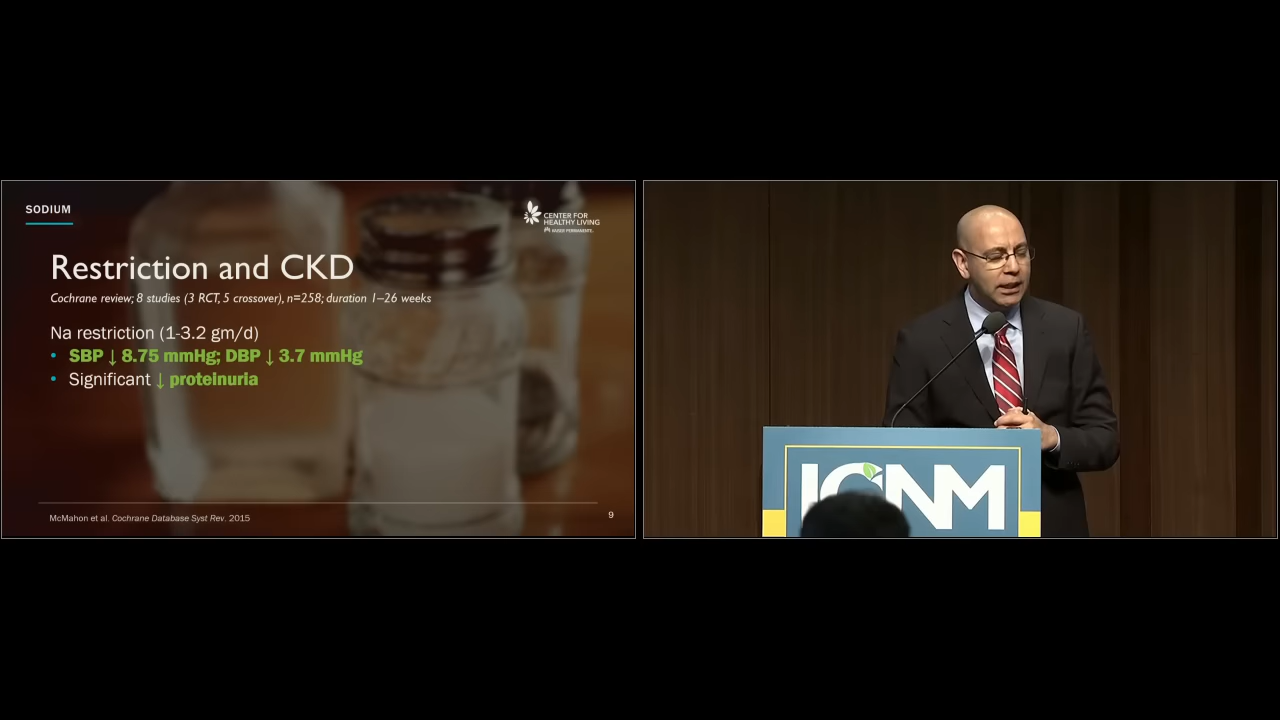 SODIUM
CENTER FOR
HEALTHY LIVING
KAISER PERMANENTE.
Restriction and CKD
Cochrane review; 8 studies (3 RCT, 5 crossover), n=258; duration 1–26 weeks
Na restriction (1-3.2 gm/d)
• SBP ↓ 8.75 mmHg; DBP ↓ 3.7 mmHg
• Significant ↓ proteinuria
McMahon et al. Cochrane Database Syst Rev. 2015
9
ICNM